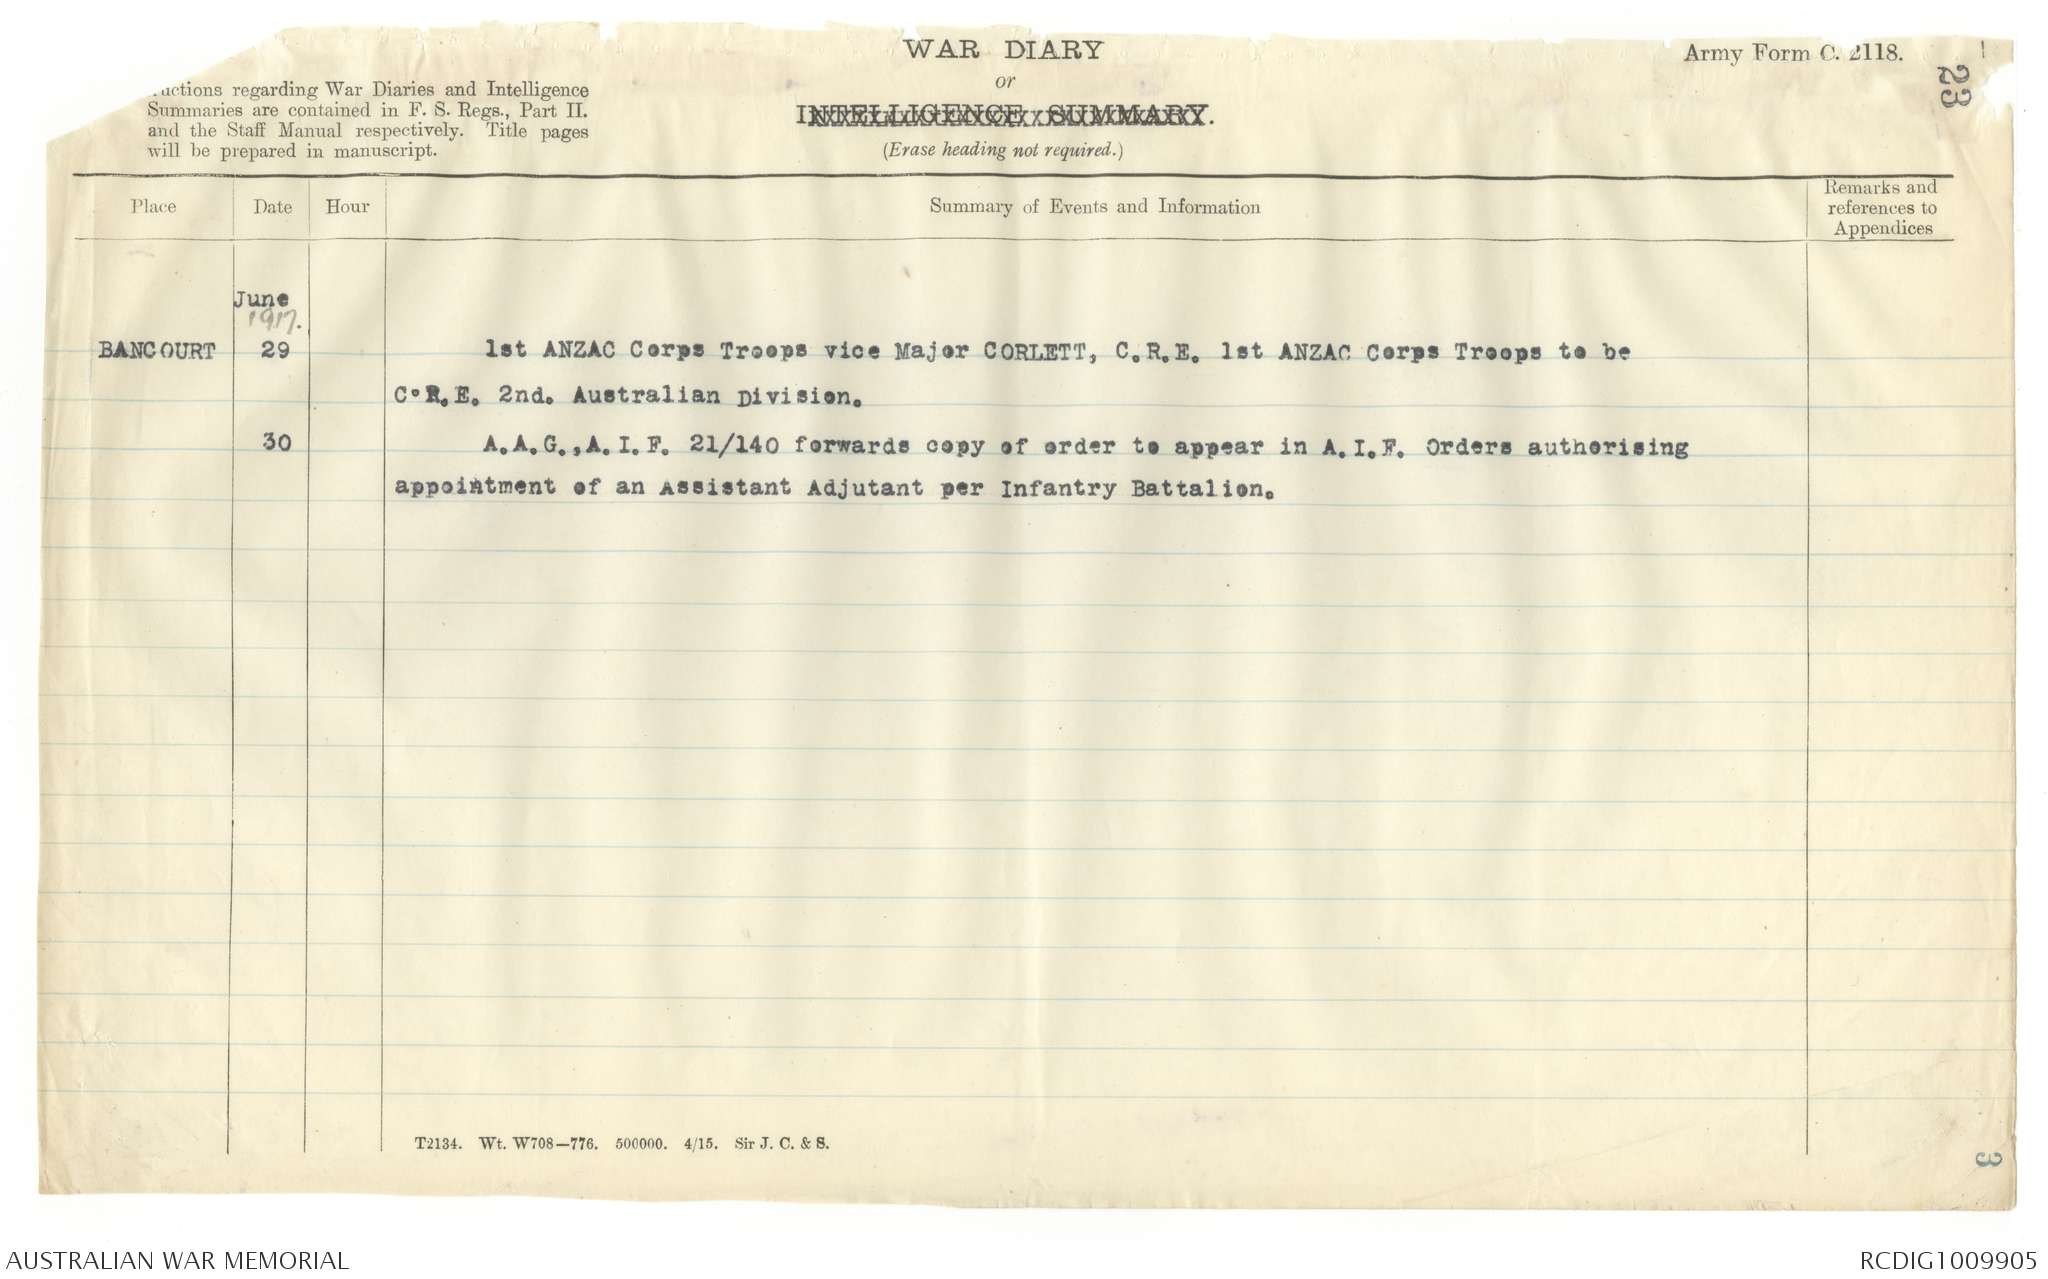 WAR DIARY
or
INTELLIGENCE SUMMARY.
(Erase heading not required.)
Army Form C. 2118.
23
regarding War Diaries and Intelligence
Summaries are contained in F. S. Regs., Part II.
and the Staff Manual respectively. Title pages
will be prepared in manuscript.
Place Date Hour Summary of Events and Information Remarks and references to Appendices
June
1917.
BANCOURT 29 1st ANZAC Corps Troops vice Major CORLETT, C.R.E. 1st ANZAC Corps Troops to be
C.R.E. 2nd. Australian Division.
30 A.A.G.,A.I.F. 21/140 forwards copy of order to appear in A.I.F. Orders authorising
appointment of an Assistant Adjutant per Infantry Battalion.
T2134. Wt. W708—776. 500000. 4/15. Sir J. C. & S.
3
AUSTRALIAN WAR MEMORIAL
RCDIG1009905